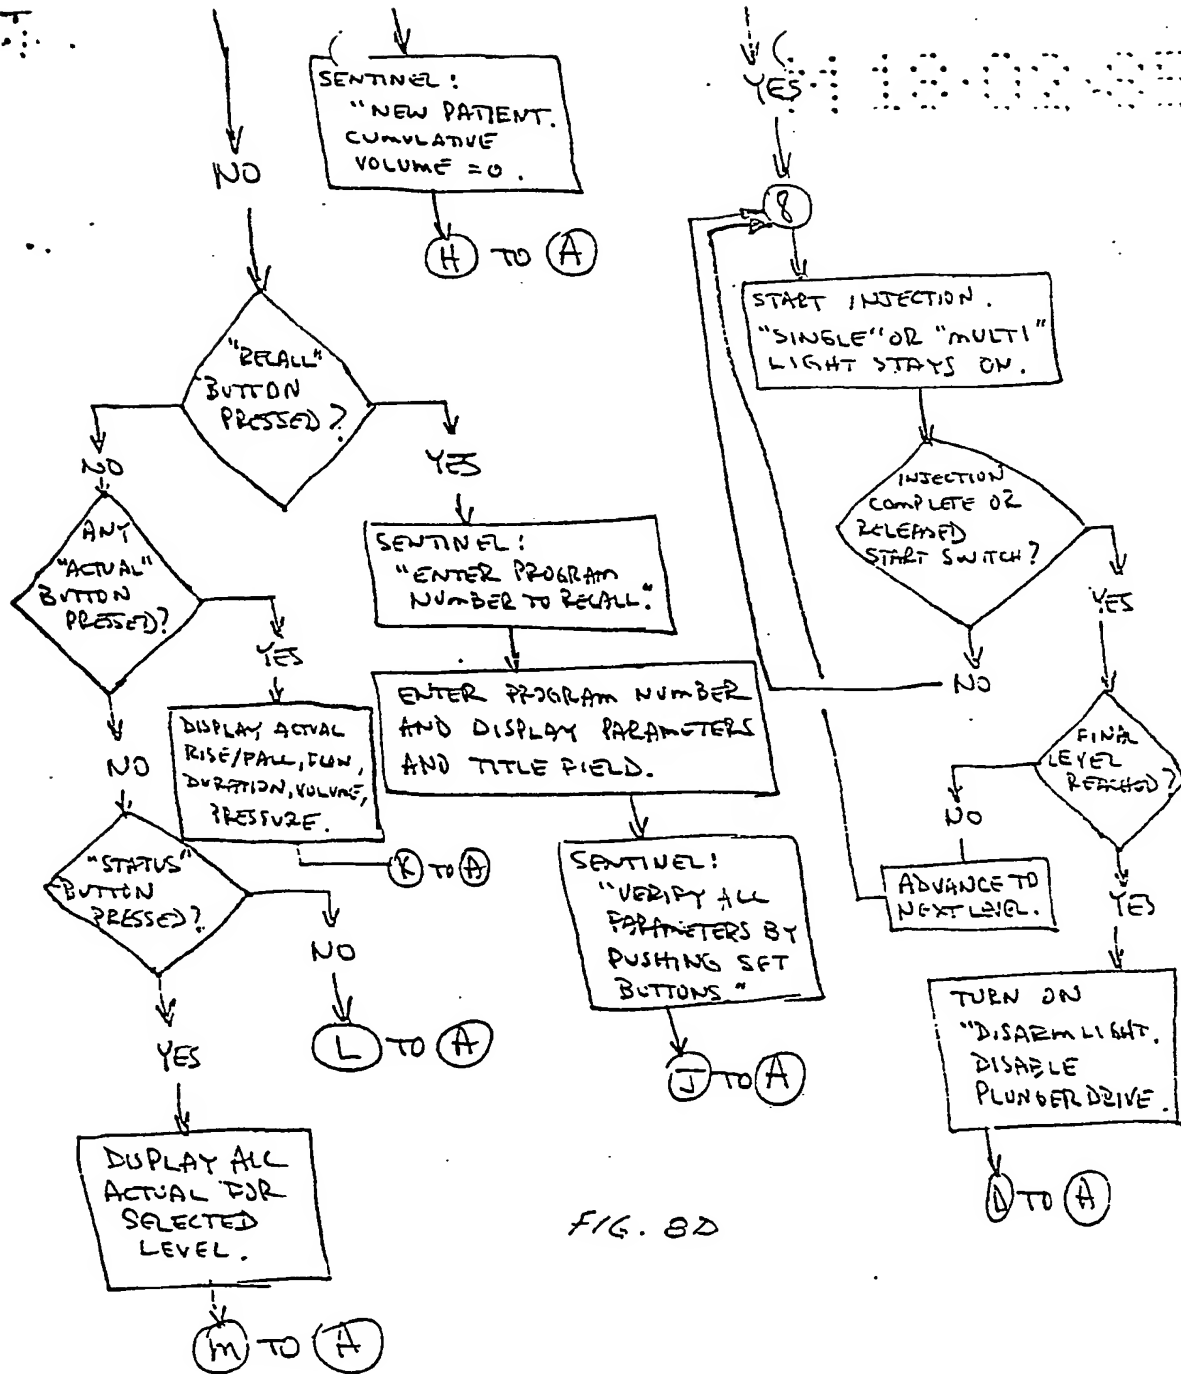 NO
SENTINEL:
"NEW PATIENT.
CUMULATIVE
VOLUME = 0.
H TO A
"RECALL"
BUTTON
PRESSED?
NO
YES
ANY
"ACTUAL"
BUTTON
PRESSED?
YES
NO
DISPLAY ACTUAL
RISE/FALL, FLOW,
DURATION, VOLUME,
PRESSURE.
K TO A
SENTINEL:
"ENTER PROGRAM
NUMBER TO RECALL."
ENTER PROGRAM NUMBER
AND DISPLAY PARAMETERS
AND TITLE FIELD.
SENTINEL:
"VERIFY ALL
PARAMETERS BY
PUSHING SET
BUTTONS."
J TO A
"STATUS"
BUTTON
PRESSED?
NO
L TO A
YES
DUPLAY ALL
ACTUAL FOR
SELECTED
LEVEL.
M TO A
YES
8
START INJECTION.
"SINGLE" OR "MULTI"
LIGHT STAYS ON.
INJECTION
COMPLETE OR
RELEASED
START SWITCH?
NO
YES
FINAL
LEVEL
REACHED?
NO
ADVANCE TO
NEXT LEVEL.
YES
TURN ON
"DISARM LIGHT.
DISABLE
PLUNGER DRIVE.
D TO A
FIG. 8D